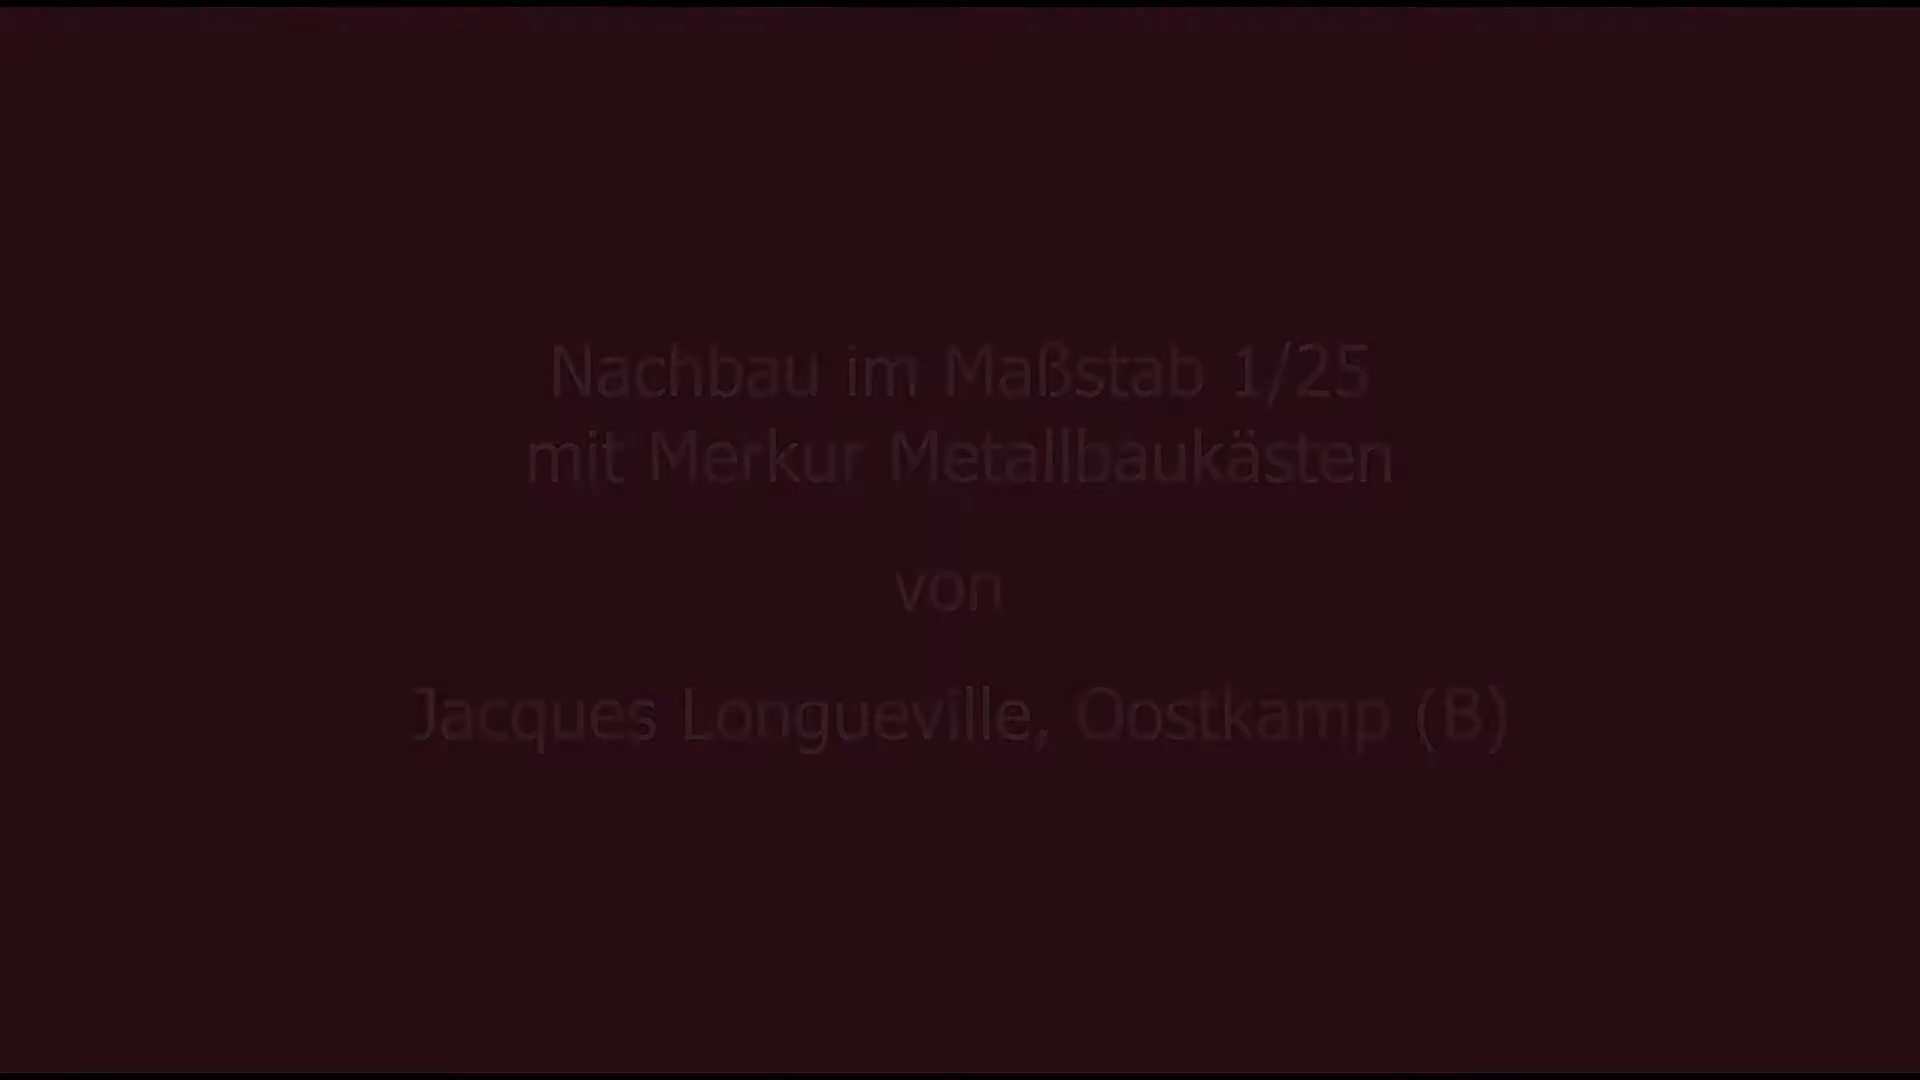 Nachbau im Maßstab 1/25
mit Merkur Metallbaukästen
von
Jacques Longueville, Oostkamp (B)